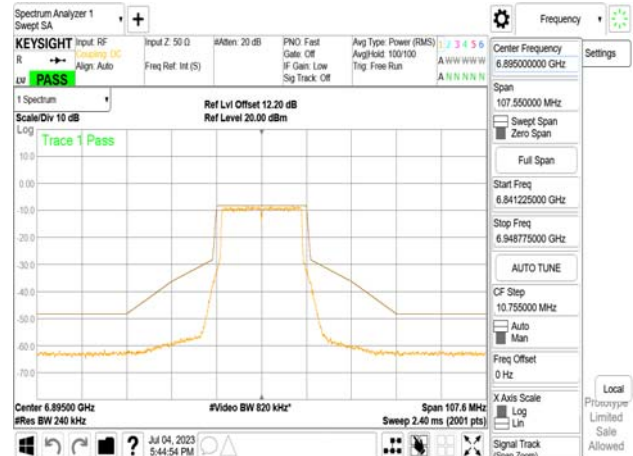 Spectrum Analyzer 1
Swept SA
+
Frequency
KEYSIGHT
R
LV PASS
Input: RF
Coupling: DC
Align: Auto
Input Z: 50 Ω
Freq Ref: Int (S)
#Atten: 20 dB
PNO: Fast
Gate: Off
IF Gain: Low
Sig Track: Off
Avg Type: Power (RMS)
Avg|Hold: 100/100
Trig: Free Run
1 2 3 4 5 6
A W W W W W
A N N N N N
1 Spectrum
Scale/Div 10 dB
Ref Lvl Offset 12.20 dB
Ref Level 20.00 dBm
Log
Trace 1 Pass
10.0
0.00
-10.0
-20.0
-30.0
-40.0
-50.0
-60.0
-70.0
Center 6.89500 GHz
#Res BW 240 kHz
#Video BW 820 kHz*
Span 107.6 MHz
Sweep 2.40 ms (2001 pts)
Jul 04, 2023
5:44:54 PM
?
Center Frequency
6.895000000 GHz
Settings
Span
107.550000 MHz
Swept Span
Zero Span
Full Span
Start Freq
6.841225000 GHz
Stop Freq
6.948775000 GHz
AUTO TUNE
CF Step
10.755000 MHz
Auto
Man
Freq Offset
0 Hz
X Axis Scale
Log
Lin
Signal Track
(Span Zoom)
Local
Prototype
Limited
Sale
Allowed